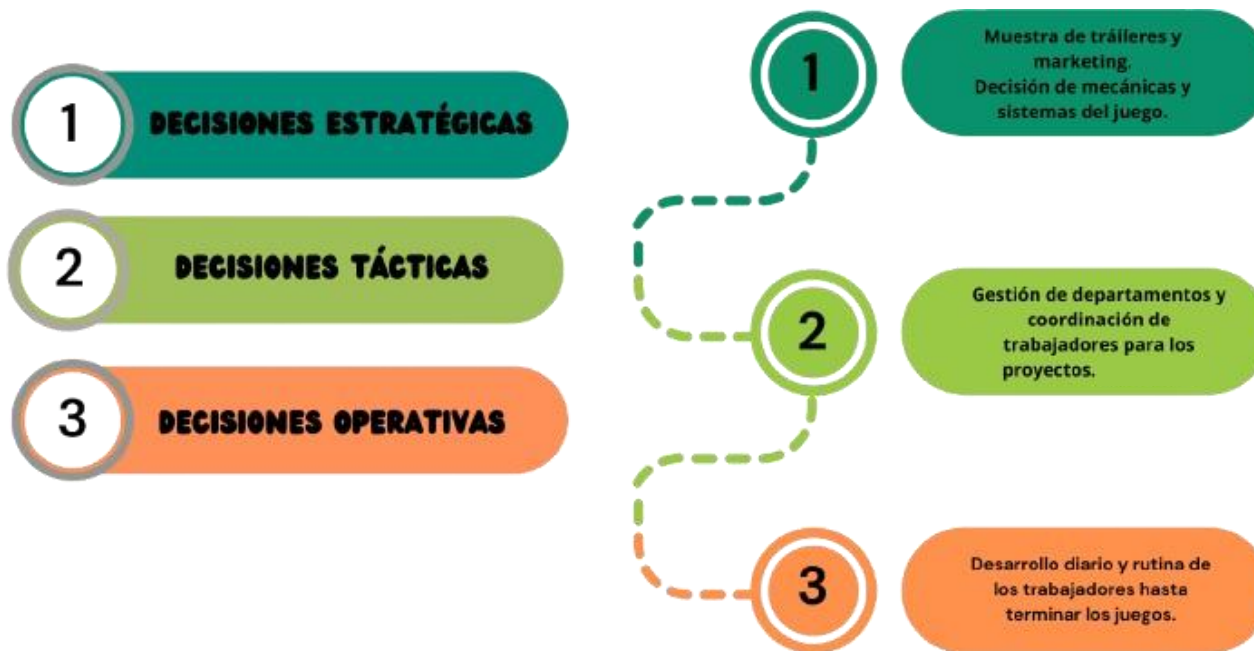 1
DECISIONES ESTRATÉGICAS
2
DECISIONES TÁCTICAS
3
DECISIONES OPERATIVAS
1
Muestra de tráileres y
marketing.
Decisión de mecánicas y
sistemas del juego.
2
Gestión de departamentos y
coordinación de
trabajadores para los
proyectos.
3
Desarrollo diario y rutina de
los trabajadores hasta
terminar los juegos.